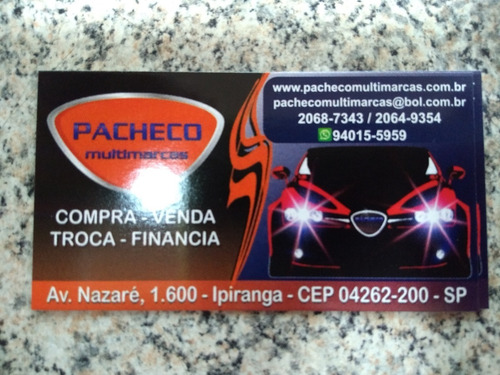 PACHECO
multimarcas
COMPRA - VENDA
TROCA - FINANCIA
www.pachecomultimarcas.com.br
pachecomultimarcas@bol.com.br
2068-7343 / 2064-9354
94015-5959
Av. Nazaré, 1.600 - Ipiranga - CEP 04262-200 - SP